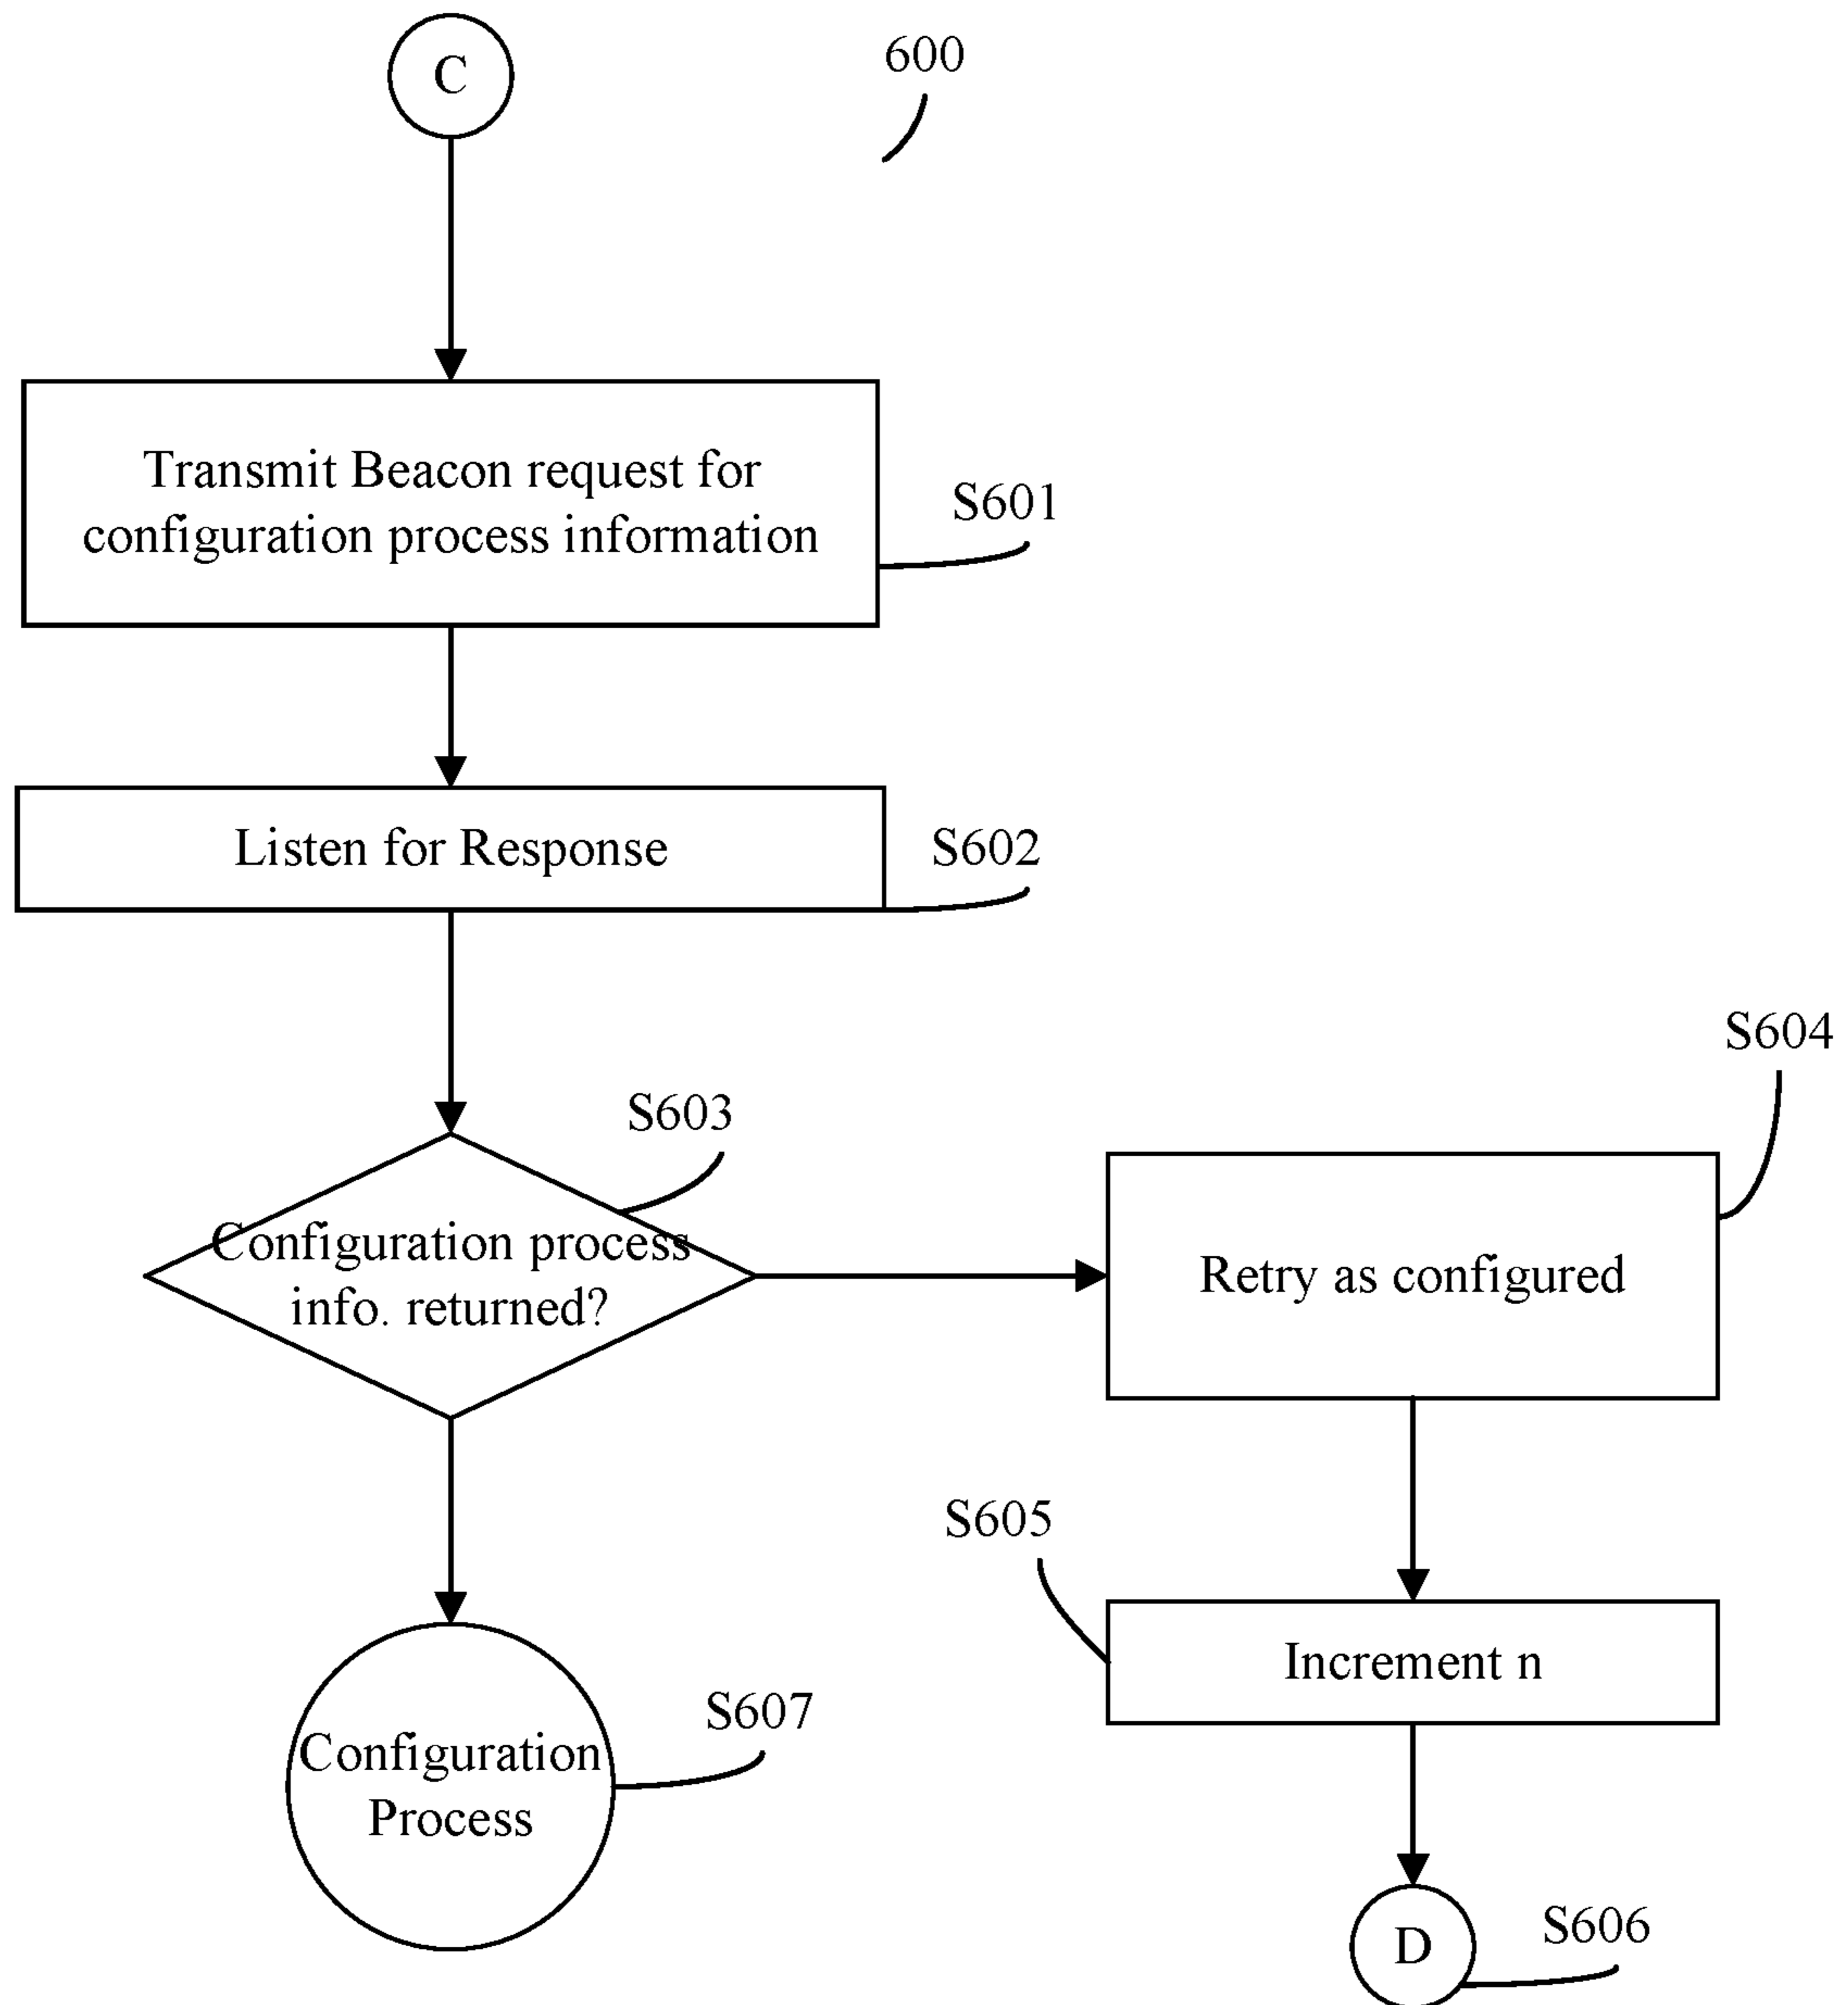 C
600
Transmit Beacon request for
configuration process information
S601
Listen for Response
S602
S603
Configuration process
info. returned?
S604
Retry as configured
S605
Increment n
S607
Configuration
Process
D
S606